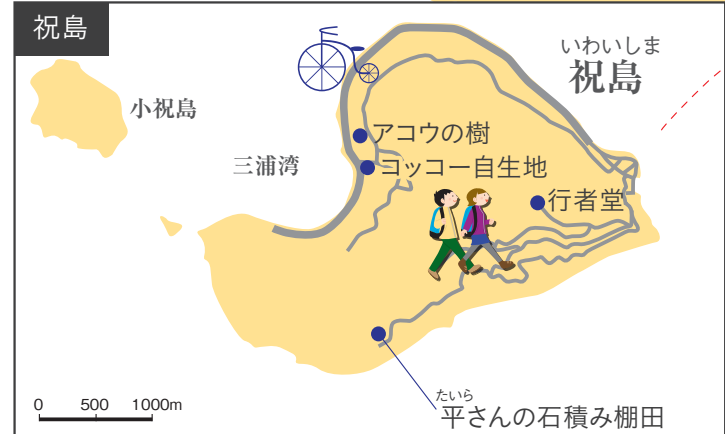 祝島
いわいしま
祝島
小祝島
アコウの樹
三浦湾
コッコー自生地
行者堂
0 500 1000m
たいら
平さんの石積み棚田